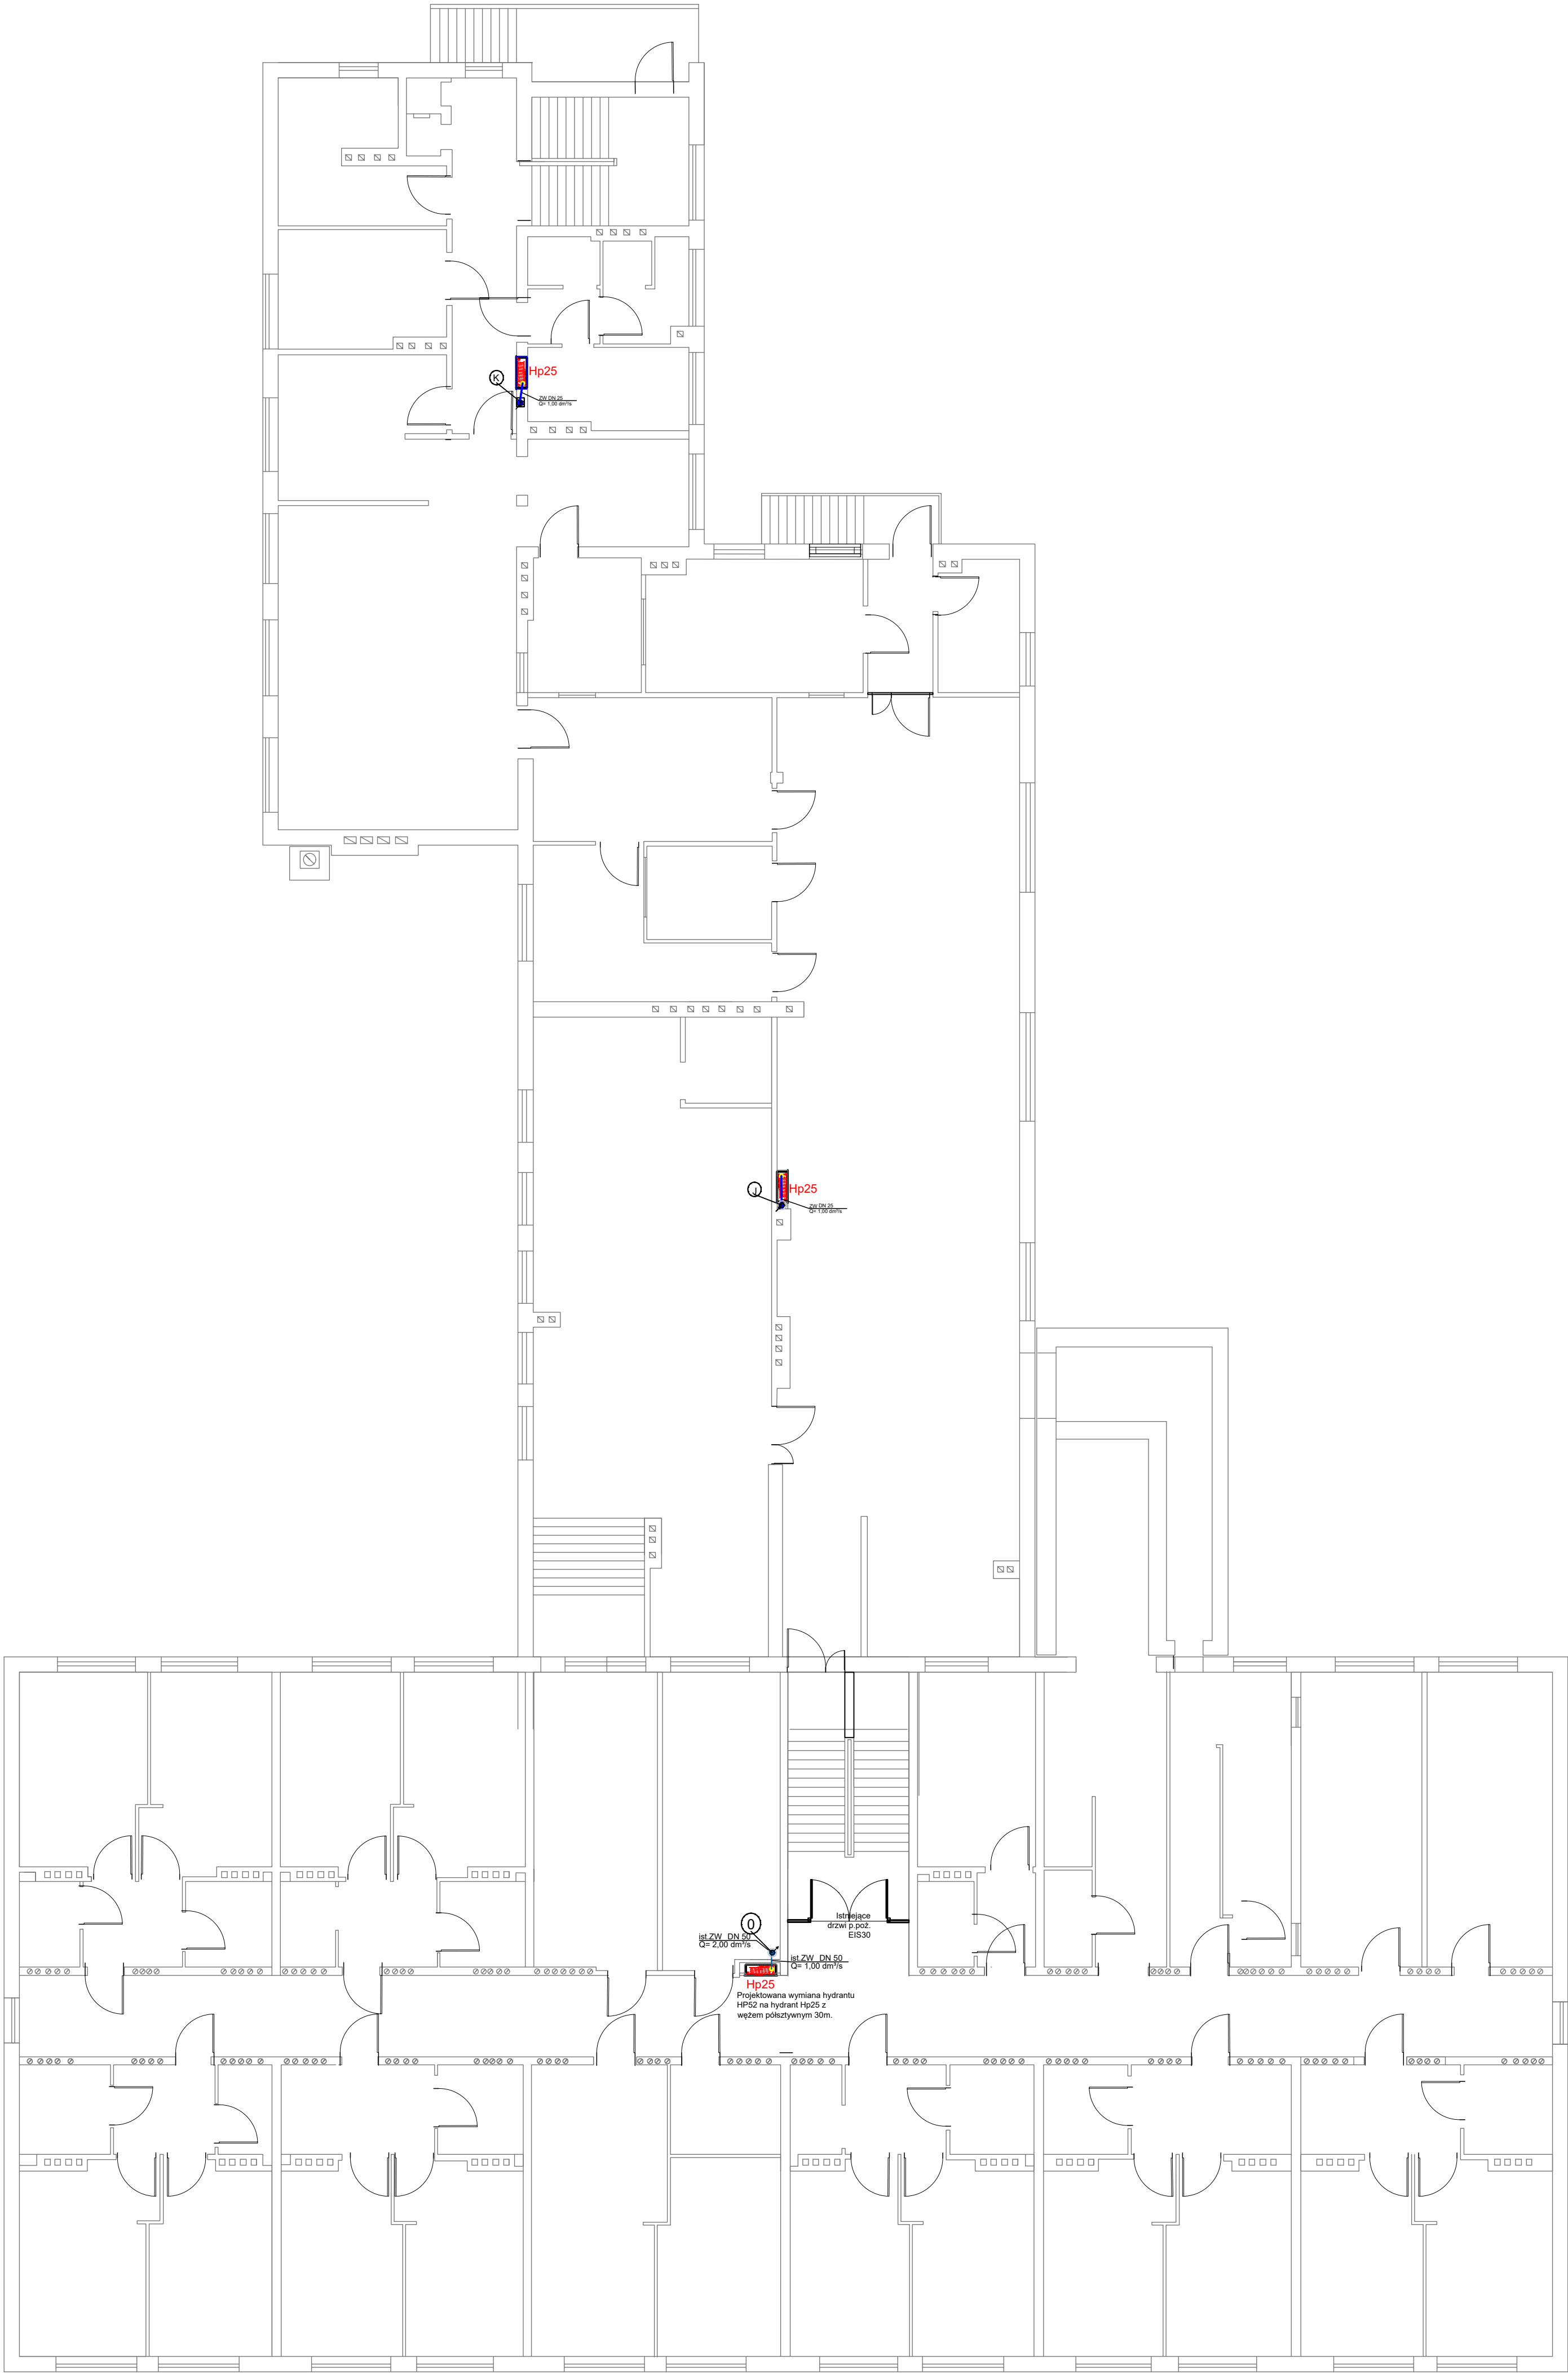 K
Hp25
ZW DN 25
Q= 1,00 dm³/s
J
Hp25
ZW DN 25
Q= 1,00 dm³/s
Istniejące
drzwi p.poż.
EIS30
0
ist.ZW DN 50
Q= 2,00 dm³/s
ist.ZW DN 50
Q= 1,00 dm³/s
Hp25
Projektowana wymiana hydrantu
HP52 na hydrant Hp25 z
wężem półsztywnym 30m.